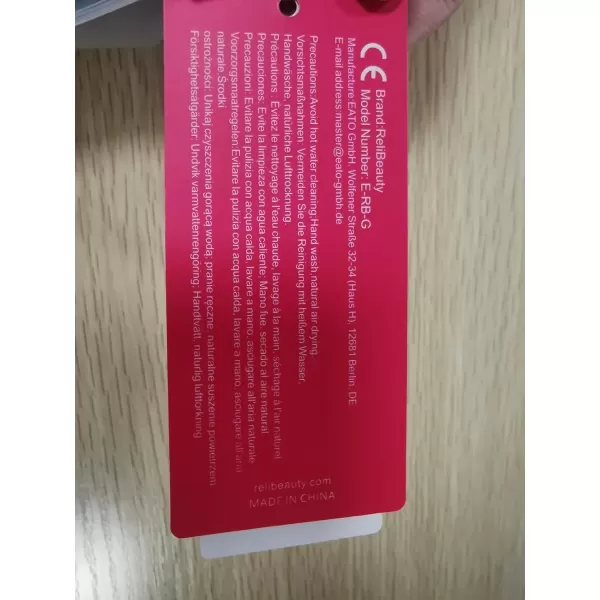 CE
Brand:ReliBeauty
Model Number: E-RB-G
Manufacture:EATO GmbH, Wolfener Straße 32-34 (Haus H), 12681 Berlin, DE
E-mail address:master@eato-gmbh.de
Precautions:Avoid hot water cleaning;Hand wash,natural air drying.
Vorsichtsmaßnahmen: Vermeiden Sie die Reinigung mit heißem Wasser,
Handwäsche, natürliche Lufttrocknung.
Précautions : Évitez le nettoyage à l'eau chaude, lavage à la main, séchage à l'air naturel
Precauciones: Evite la limpieza con agua caliente; Mano fue, secado al aire natural
Precauzioni: Evitare la pulizia con acqua calda, lavare a mano, asciugare all'aria naturale
Voorzorgsmaatregelen:Evitare la pulizia con acqua calda, lavare a mano, asciugare all'aria
naturale.Środki
ostrożności: Unikaj czyszczenia gorącą wodą; pranie ręczne, naturalne suszenie powietrzem
Försiklighetsåtgärder: Undvik varmvattenrengöring; Handtvätt, naturlig lufttorkning
relibeauty.com
MADE IN CHINA